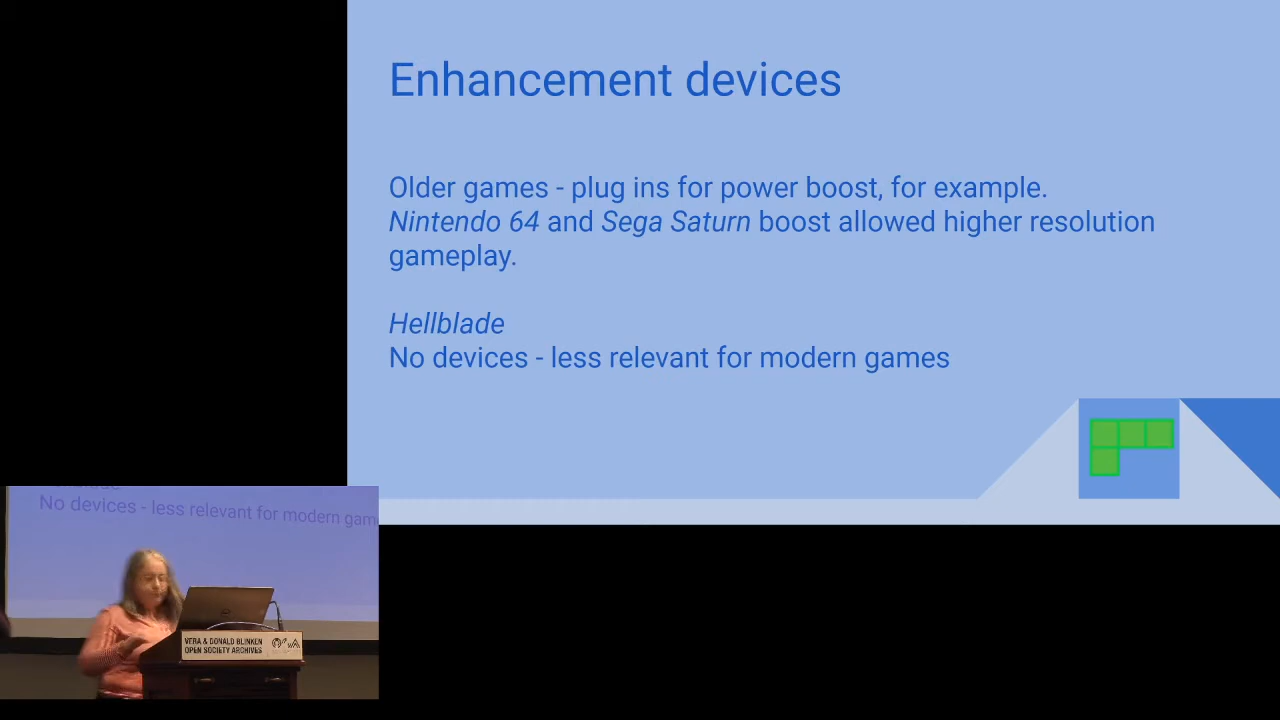 Enhancement devices
Older games - plug ins for power boost, for example.
Nintendo 64 and Sega Saturn boost allowed higher resolution
gameplay.
Hellblade
No devices - less relevant for modern games
No devices - less relevant for modern gam
VERA & DONALD BLINKEN
OPEN SOCIETY ARCHIVES